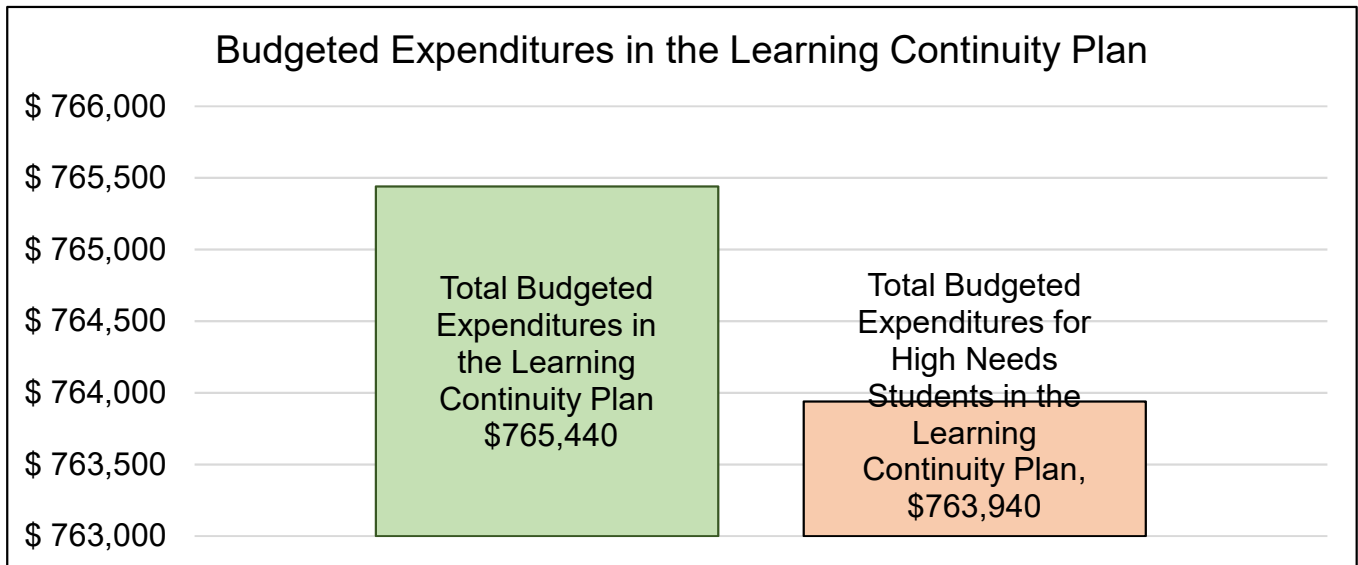 Budgeted Expenditures in the Learning Continuity Plan
$ 766,000
$ 765,500
$ 765,000
$ 764,500
$ 764,000
$ 763,500
$ 763,000
Total Budgeted
Expenditures in
the Learning
Continuity Plan
$765,440
Total Budgeted
Expenditures for
High Needs
Students in the
Learning
Continuity Plan,
$763,940